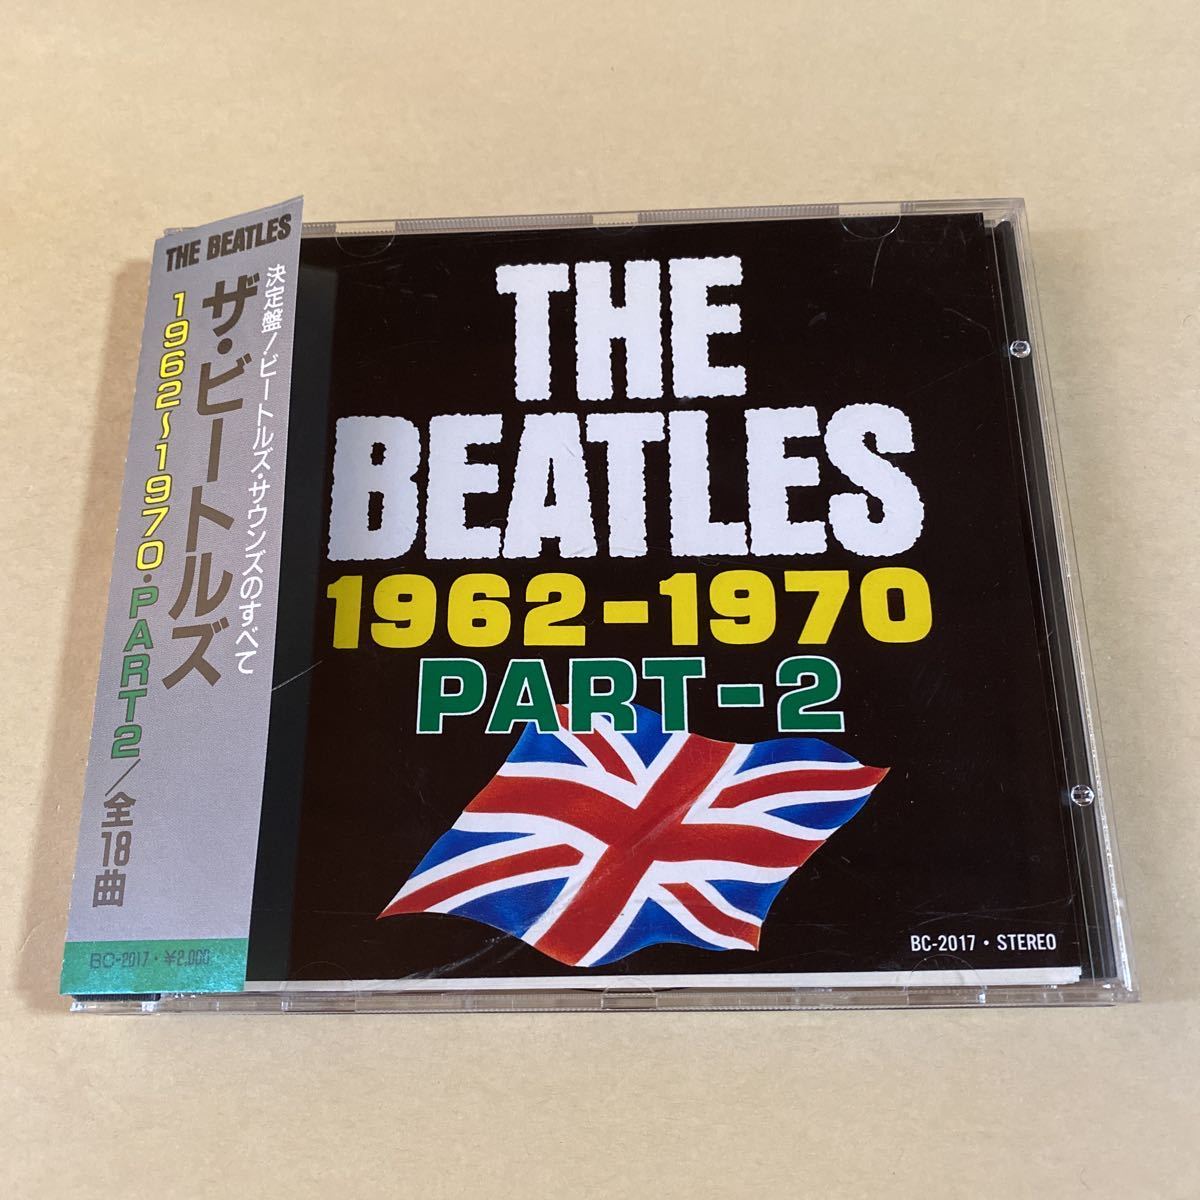 THE BEATLES
決定盤!ビートルズ・サウンズのすべて
ザ・ビートルズ
1962〜1970・PART2/全18曲
BC-2017・¥2,000
THE
BEATLES
1962-1970
PART-2
BC-2017・STEREO